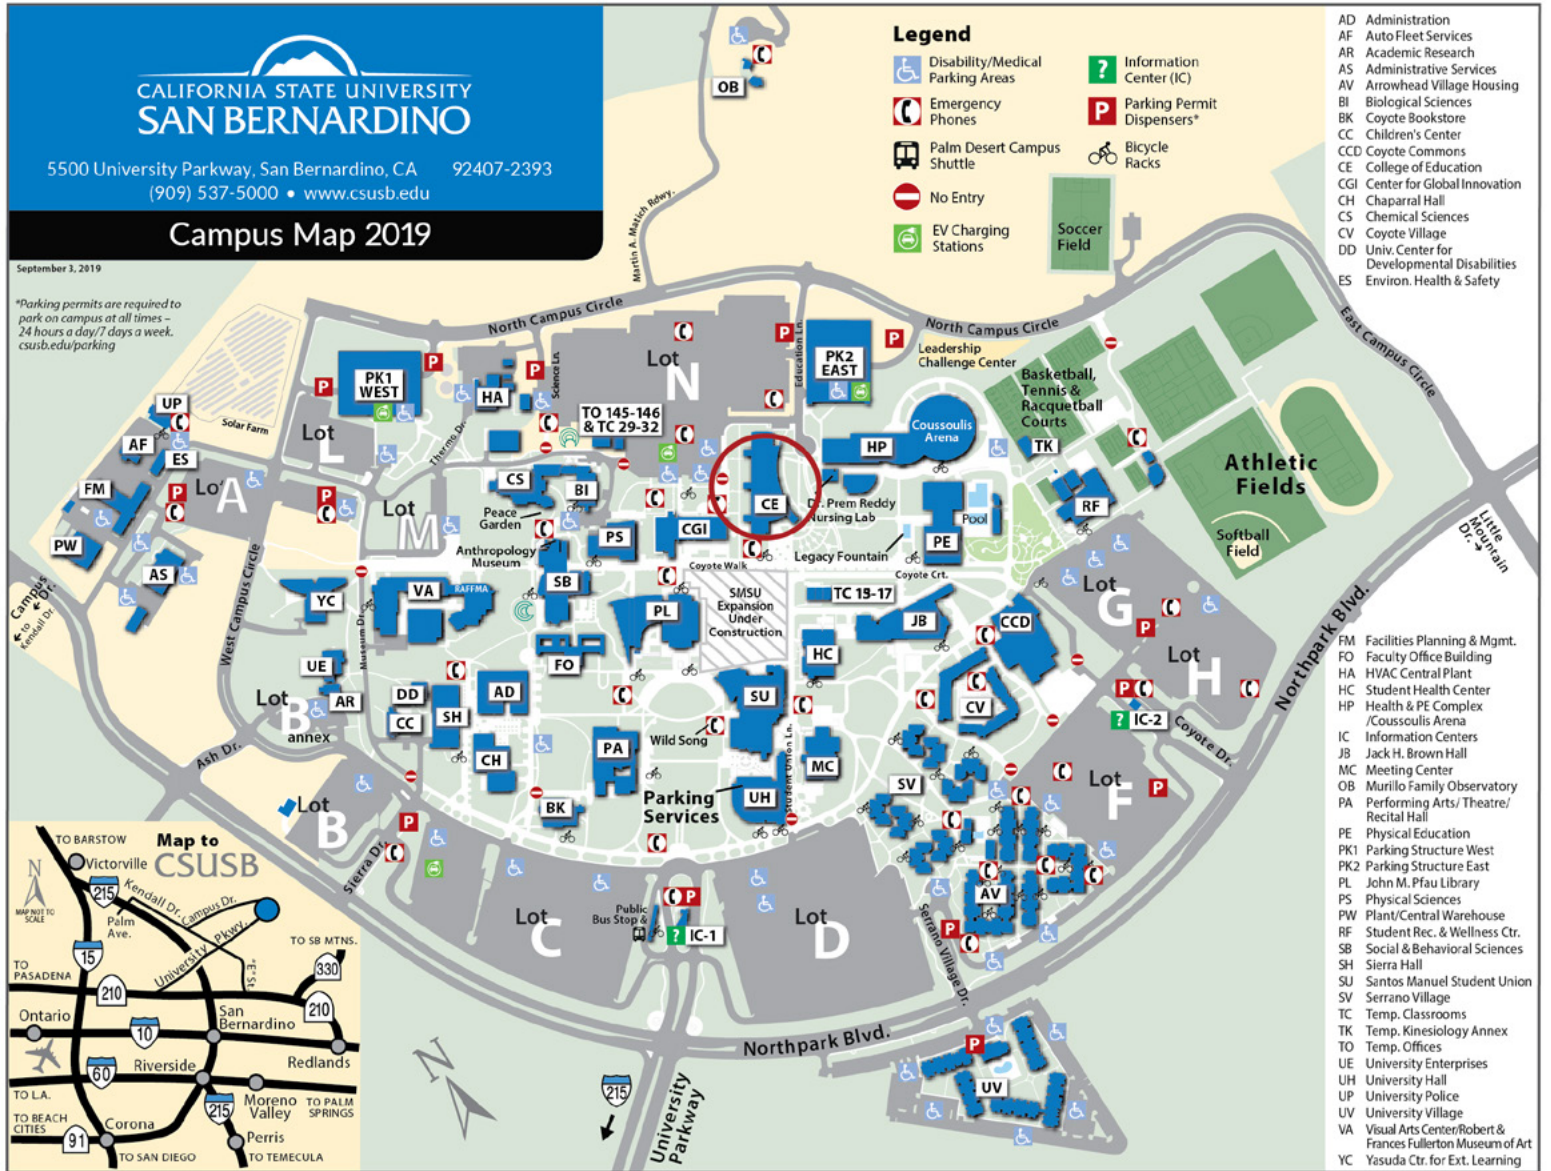 CALIFORNIA STATE UNIVERSITY
SAN BERNARDINO
5500 University Parkway, San Bernardino, CA 92407-2393
(909) 537-5000 • www.csusb.edu
Campus Map 2019
September 3, 2019
*Parking permits are required to
park on campus at all times –
24 hours a day/7 days a week.
csusb.edu/parking
Legend
Disability/Medical
Parking Areas
Emergency
Phones
Palm Desert Campus
Shuttle
No Entry
EV Charging
Stations
Information
Center (IC)
Parking Permit
Dispensers*
Bicycle
Racks
AD Administration
AF Auto Fleet Services
AR Academic Research
AS Administrative Services
AV Arrowhead Village Housing
BI Biological Sciences
BK Coyote Bookstore
CC Children's Center
CCD Coyote Commons
CE College of Education
CGI Center for Global Innovation
CH Chaparral Hall
CS Chemical Sciences
CV Coyote Village
DD Univ. Center for
Developmental Disabilities
ES Environ. Health & Safety
FM Facilities Planning & Mgmt.
FO Faculty Office Building
HA HVAC Central Plant
HC Student Health Center
HP Health & PE Complex
/Coussoulis Arena
IC Information Centers
JB Jack H. Brown Hall
MC Meeting Center
OB Murillo Family Observatory
PA Performing Arts/ Theatre/
Recital Hall
PE Physical Education
PK1 Parking Structure West
PK2 Parking Structure East
PL John M. Pfau Library
PS Physical Sciences
PW Plant/Central Warehouse
RF Student Rec. & Wellness Ctr.
SB Social & Behavioral Sciences
SH Sierra Hall
SU Santos Manuel Student Union
SV Serrano Village
TC Temp. Classrooms
TK Temp. Kinesiology Annex
TO Temp. Offices
UE University Enterprises
UH University Hall
UP University Police
UV University Village
VA Visual Arts Center/Robert &
Frances Fullerton Museum of Art
YC Yasuda Ctr. for Ext. Learning
OB
Martin A. Matich Rdwy.
Soccer
Field
North Campus Circle
North Campus Circle
East Campus Circle
Leadership
Challenge Center
Education Ln.
Science Ln.
PK1
WEST
PK2
EAST
Lot
N
HA
TO 145-146
& TC 29-32
Basketball,
Tennis &
Racquetball
Courts
Coussoulis
Arena
HP
TK
UP
AF
ES
Solar Farm
Lot
L
Thermo Dr.
Athletic
Fields
Softball
Field
Little
Mountain
Dr.
FM
Lot
A
PW
AS
Lot
M
CS
BI
Peace
Garden
CE
Dr. Prem Reddy
Nursing Lab
PE
Pool
RF
Legacy Fountain
CGI
PS
Anthropology
Museum
Coyote Walk
Coyote Crt.
Campus
Dr.
to
Kendall Dr.
West Campus Circle
YC
VA
RAFFMA
SB
PL
SMSU
Expansion
Under
Construction
TC 13-17
JB
CCD
Lot
G
Museum Dr.
UE
AR
FO
HC
Lot
H
Northpark Blvd.
Lot
B
annex
DD
CC
SH
AD
SU
CV
IC-2
Coyote Dr.
Ash Dr.
CH
PA
Wild Song
Student Union Ln.
MC
SV
Lot
F
Lot
B
BK
Parking
Services
UH
Sierra Dr.
AV
Serrano Village Dr.
Lot
C
Public
Bus Stop &
IC-1
Lot
D
Northpark Blvd.
University
Parkway
215
N
UV
Map to
CSUSB
TO BARSTOW
Victorville
N
MAP NOT TO
SCALE
215
Kendall Dr.
Campus Dr.
Palm
Ave.
University Pkwy.
"E" St.
15
TO SB MTNS.
330
TO
PASADENA
210
210
Ontario
10
San
Bernardino
Redlands
60
Riverside
TO L.A.
Moreno
Valley
TO PALM
SPRINGS
215
TO BEACH
CITIES
91
Corona
Perris
TO SAN DIEGO
TO TEMECULA